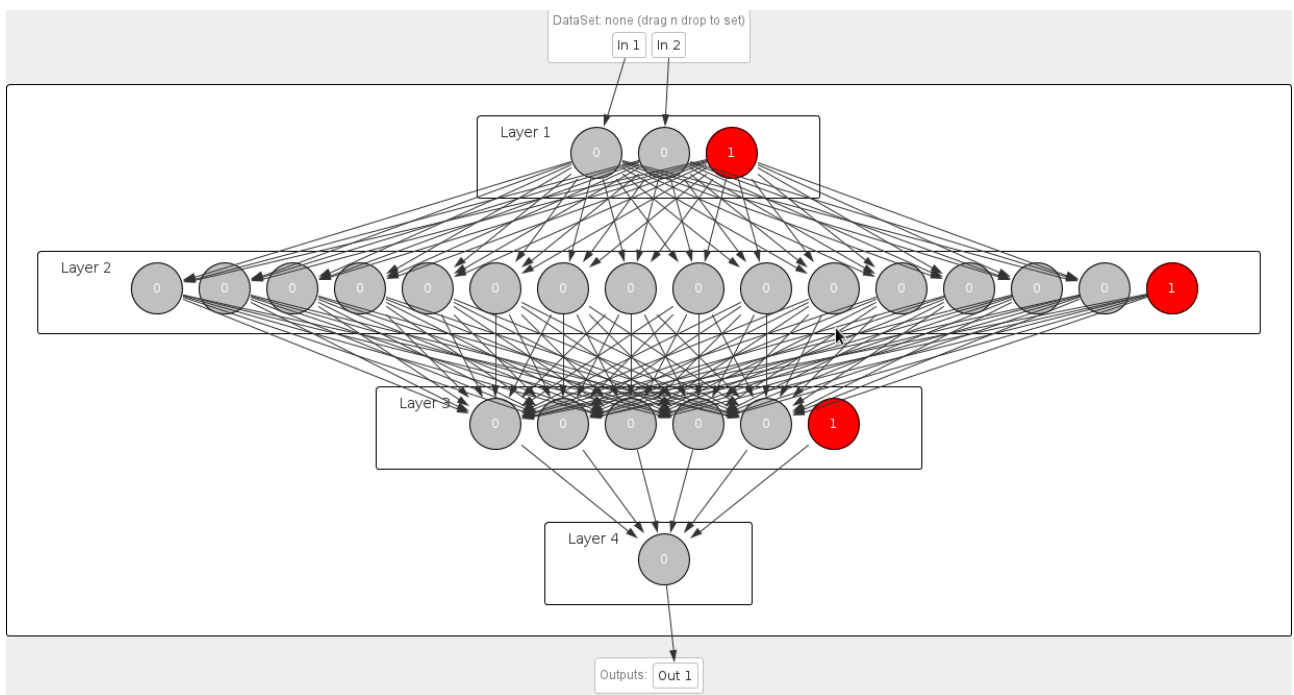 DataSet: none (drag n drop to set)
In 1 In 2
Layer 1
0 0 1
Layer 2
0 0 0 0 0 0 0 0 0 0 0 0 0 0 0 1
Layer 3
0 0 0 0 0 1
Layer 4
0
Outputs: Out 1